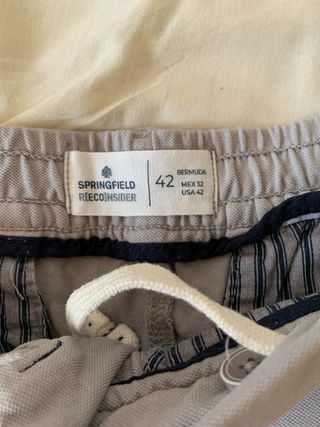 SPRINGFIELD
R[ECO]NSIDER
42
BERMUDA
MEX 32
USA 42